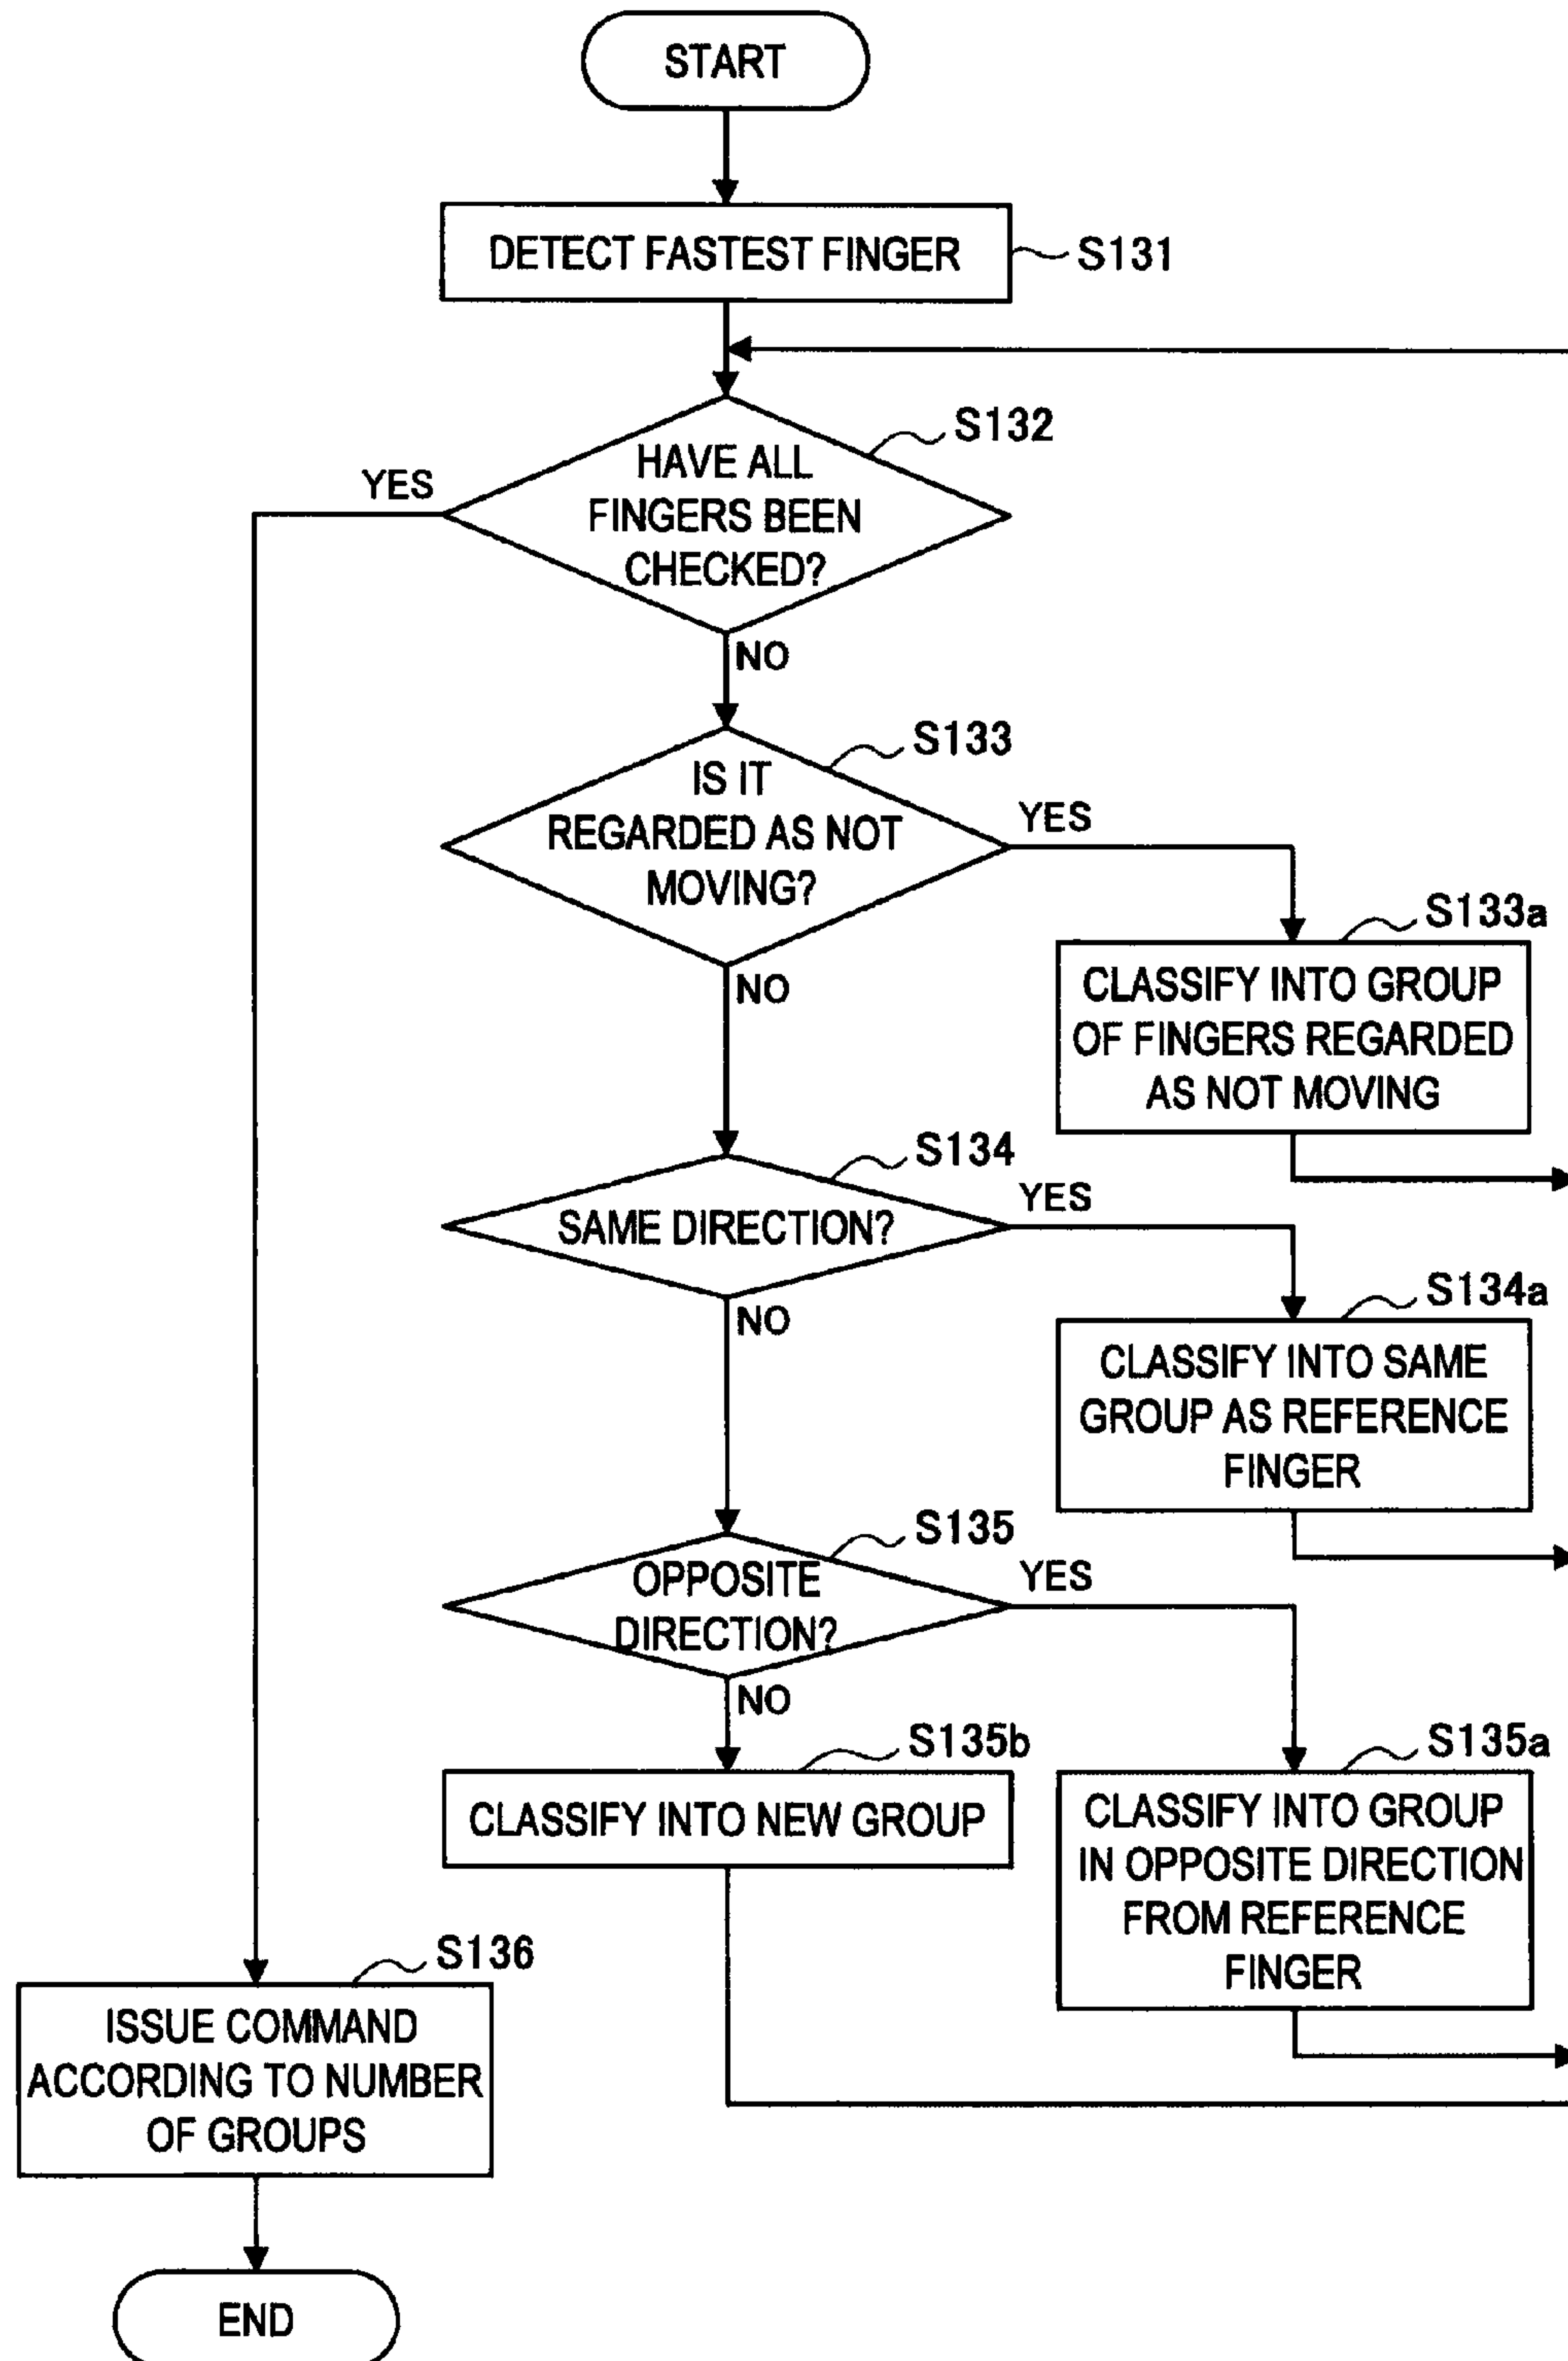 START
DETECT FASTEST FINGER
S131
S132
HAVE ALL
FINGERS BEEN
CHECKED?
YES
NO
S133
IS IT
REGARDED AS NOT
MOVING?
YES
NO
S133a
CLASSIFY INTO GROUP
OF FINGERS REGARDED
AS NOT MOVING
S134
SAME DIRECTION?
YES
NO
S134a
CLASSIFY INTO SAME
GROUP AS REFERENCE
FINGER
S135
OPPOSITE
DIRECTION?
YES
NO
S135b
CLASSIFY INTO NEW GROUP
S135a
CLASSIFY INTO GROUP
IN OPPOSITE DIRECTION
FROM REFERENCE
FINGER
S136
ISSUE COMMAND
ACCORDING TO NUMBER
OF GROUPS
END